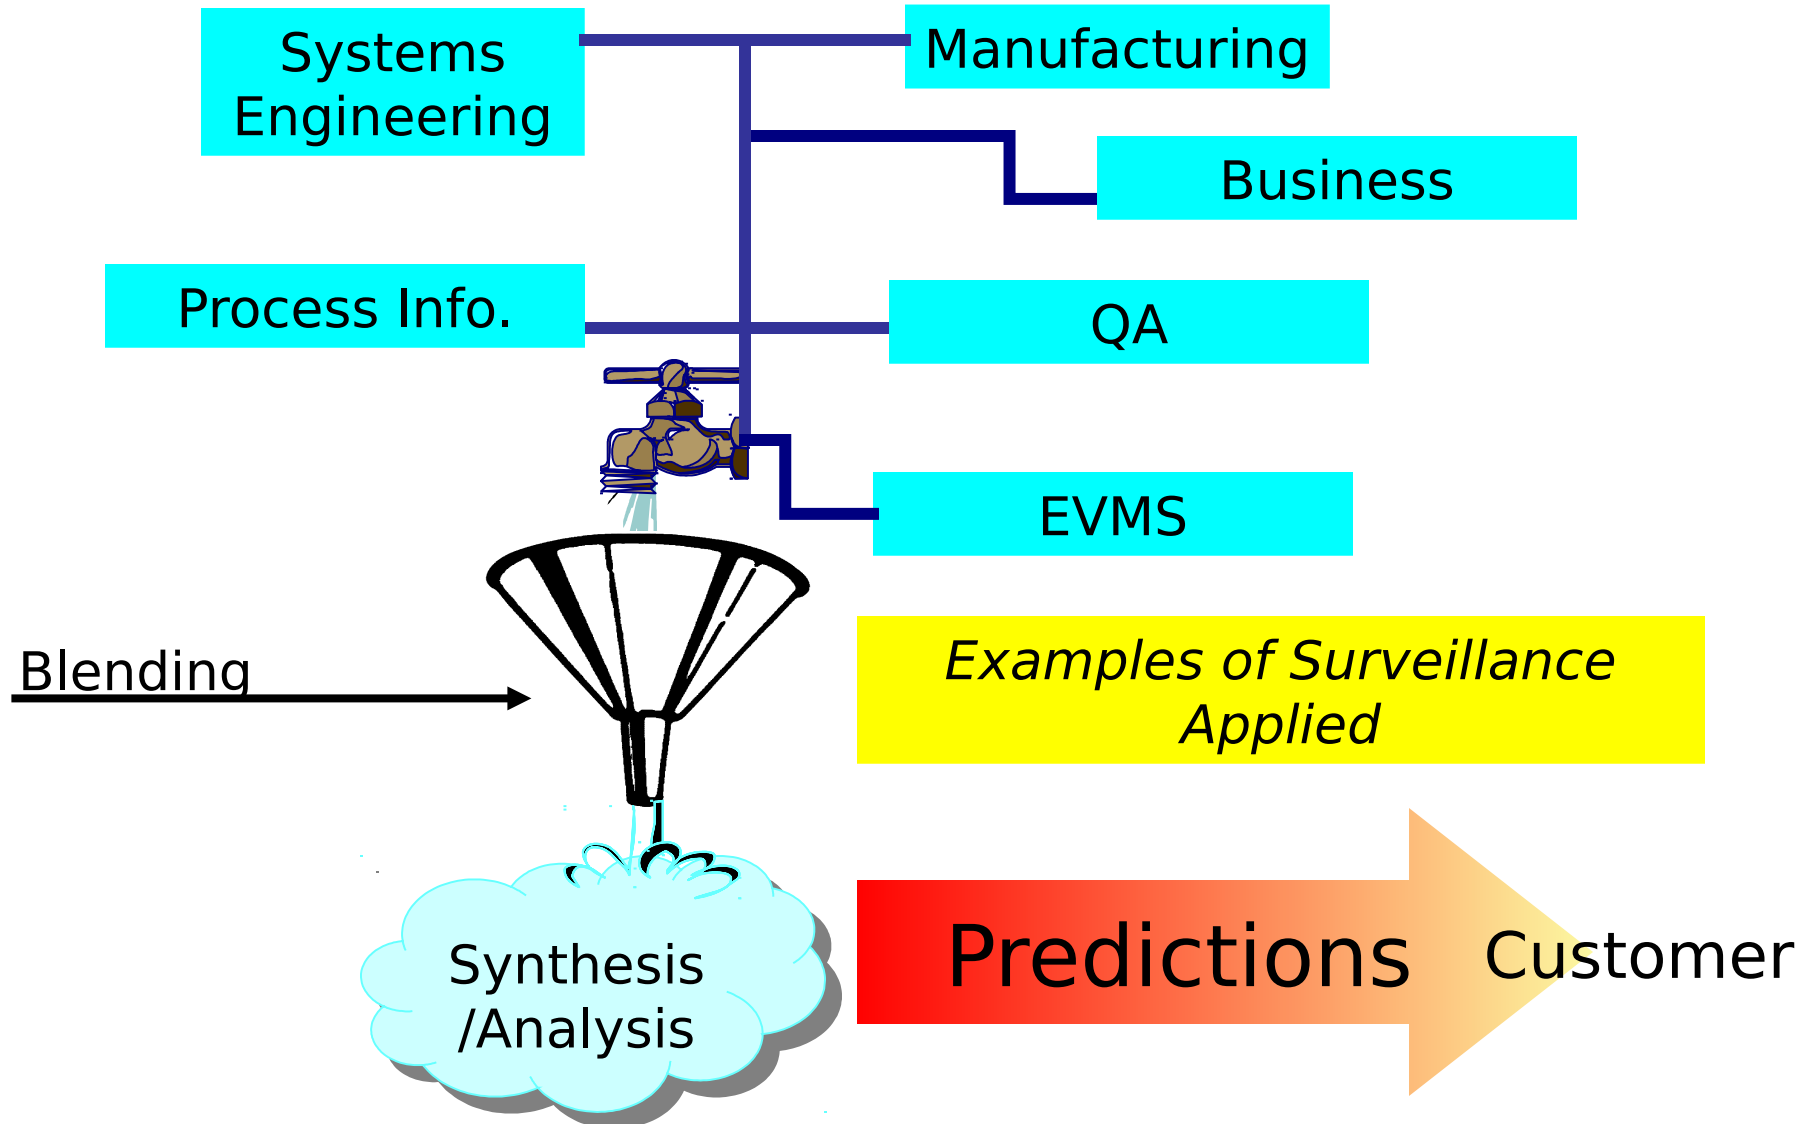 Systems
Engineering
Manufacturing
Business
Process Info.
QA
EVMS
Blending
Examples of Surveillance
Applied
Synthesis
/Analysis
Predictions
Customer